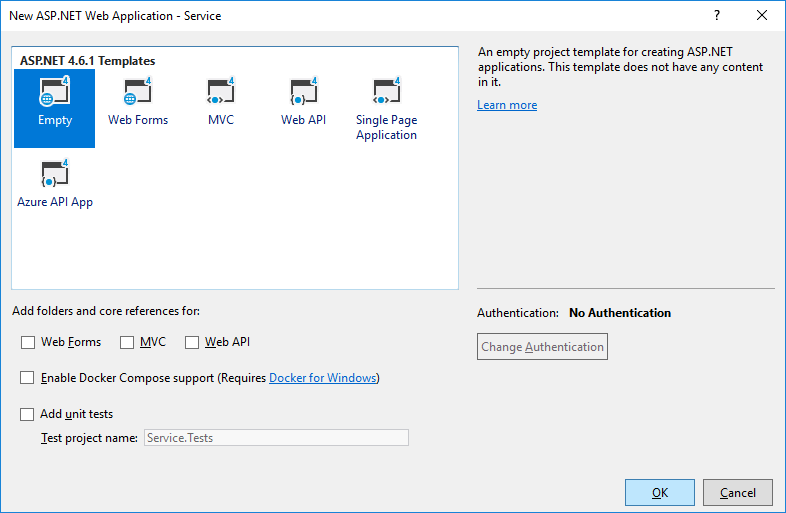 New ASP.NET Web Application - Service
?
ASP.NET 4.6.1 Templates
4 4 4 4 4
Empty Web Forms MVC Web API Single Page
Application
4
Azure API App
An empty project template for creating ASP.NET
applications. This template does not have any content
in it.
Learn more
Add folders and core references for:
Web Forms MVC Web API
Enable Docker Compose support (Requires Docker for Windows)
Add unit tests
Test project name: Service.Tests
Authentication: No Authentication
Change Authentication
OK Cancel